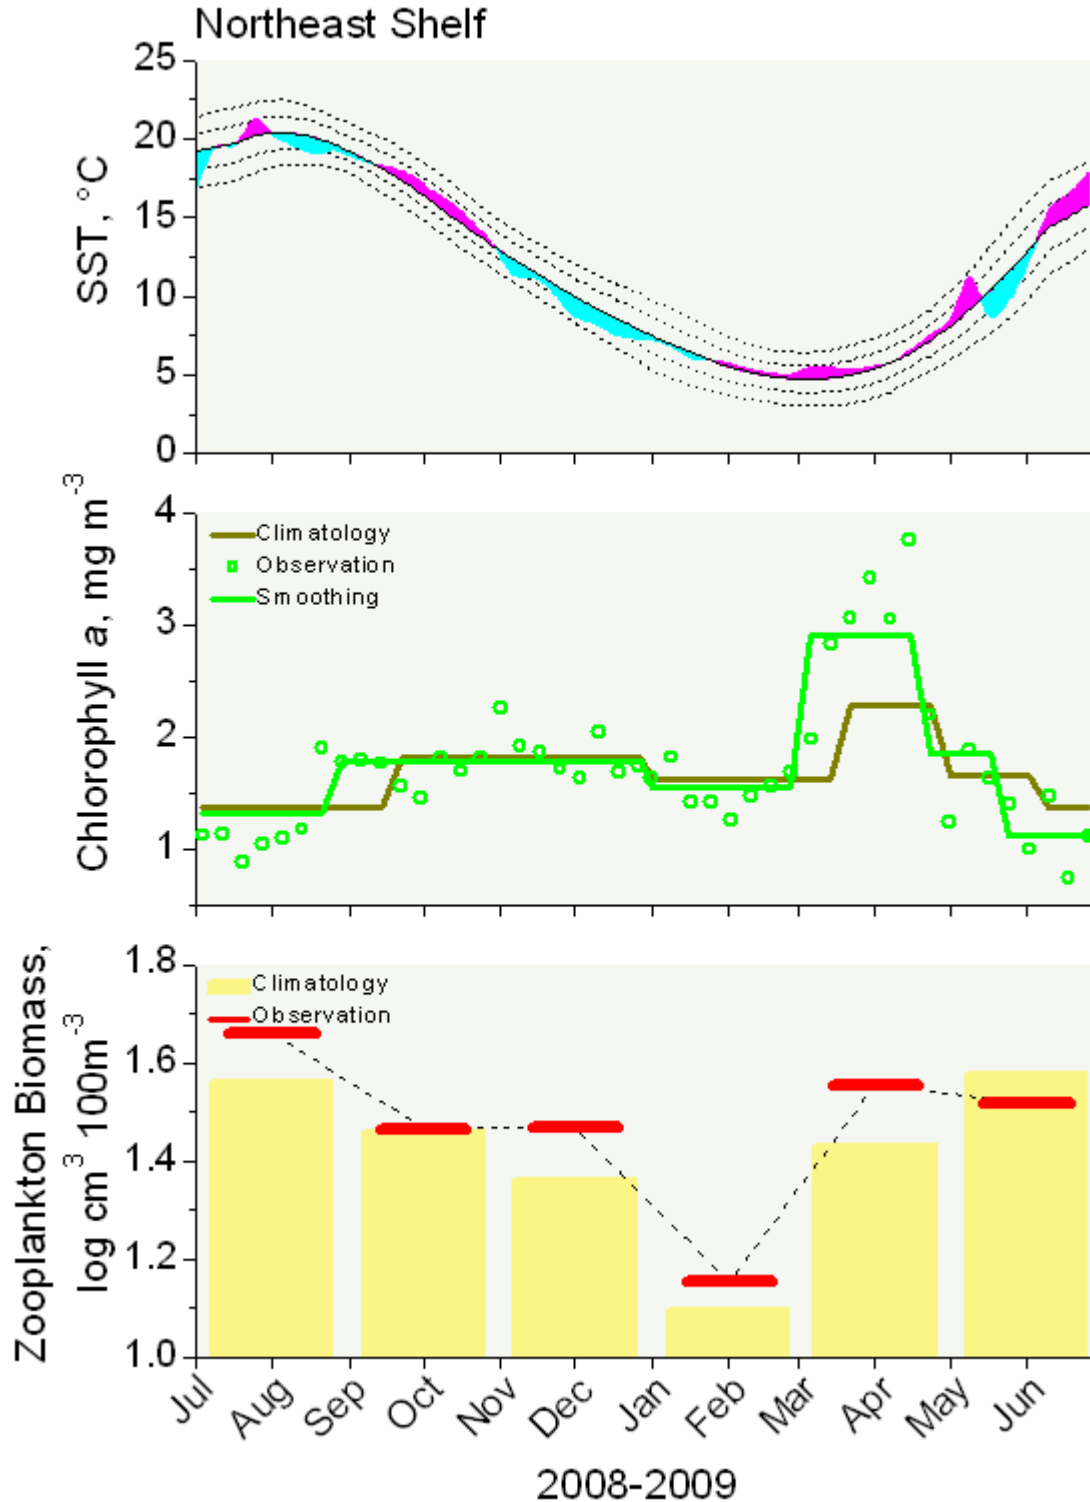 Northeast Shelf
SST, °C
25
20
15
10
5
0
Chlorophyll a, mg m⁻³
4
3
2
1
Climatology
Observation
Smoothing
Zooplankton Biomass,
log cm³ 100m⁻³
1.8
1.6
1.4
1.2
1.0
Climatology
Observation
Jul Aug Sep Oct Nov Dec Jan Feb Mar Apr May Jun
2008-2009